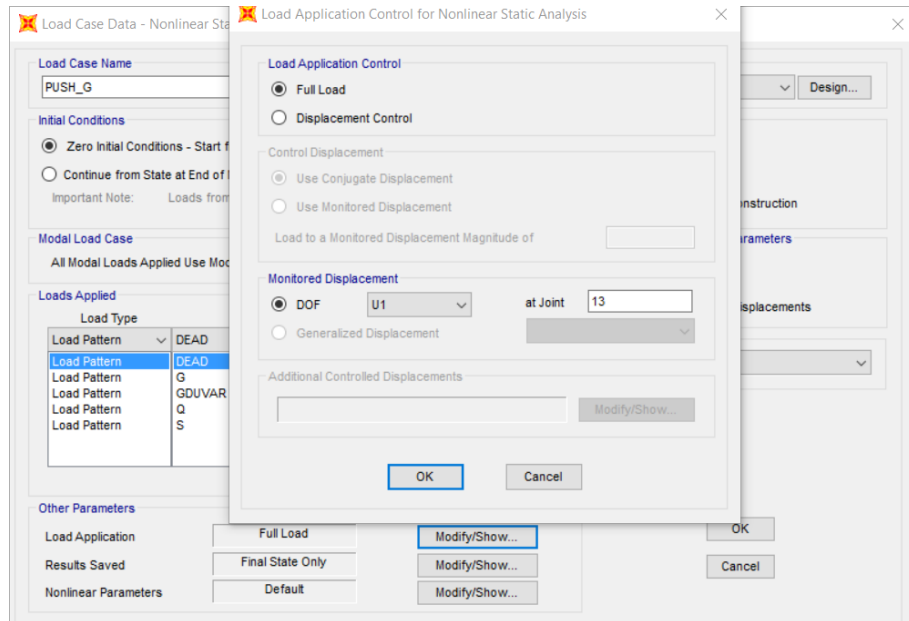 Load Case Data - Nonlinear Sta
Load Application Control for Nonlinear Static Analysis
Load Case Name
PUSH_G
Design...
Initial Conditions
Zero Initial Conditions - Start f
Continue from State at End of
Important Note: Loads from
onstruction
Modal Load Case
All Modal Loads Applied Use Mod
rameters
isplacements
Loads Applied
Load Type
Load Pattern DEAD
Load Pattern DEAD
Load Pattern G
Load Pattern GDUVAR
Load Pattern Q
Load Pattern S
Other Parameters
Load Application Full Load Modify/Show...
Results Saved Final State Only Modify/Show...
Nonlinear Parameters Default Modify/Show...
OK
Cancel
Load Application Control
Full Load
Displacement Control
Control Displacement
Use Conjugate Displacement
Use Monitored Displacement
Load to a Monitored Displacement Magnitude of
Monitored Displacement
DOF U1 at Joint 13
Generalized Displacement
Additional Controlled Displacements
Modify/Show...
OK Cancel